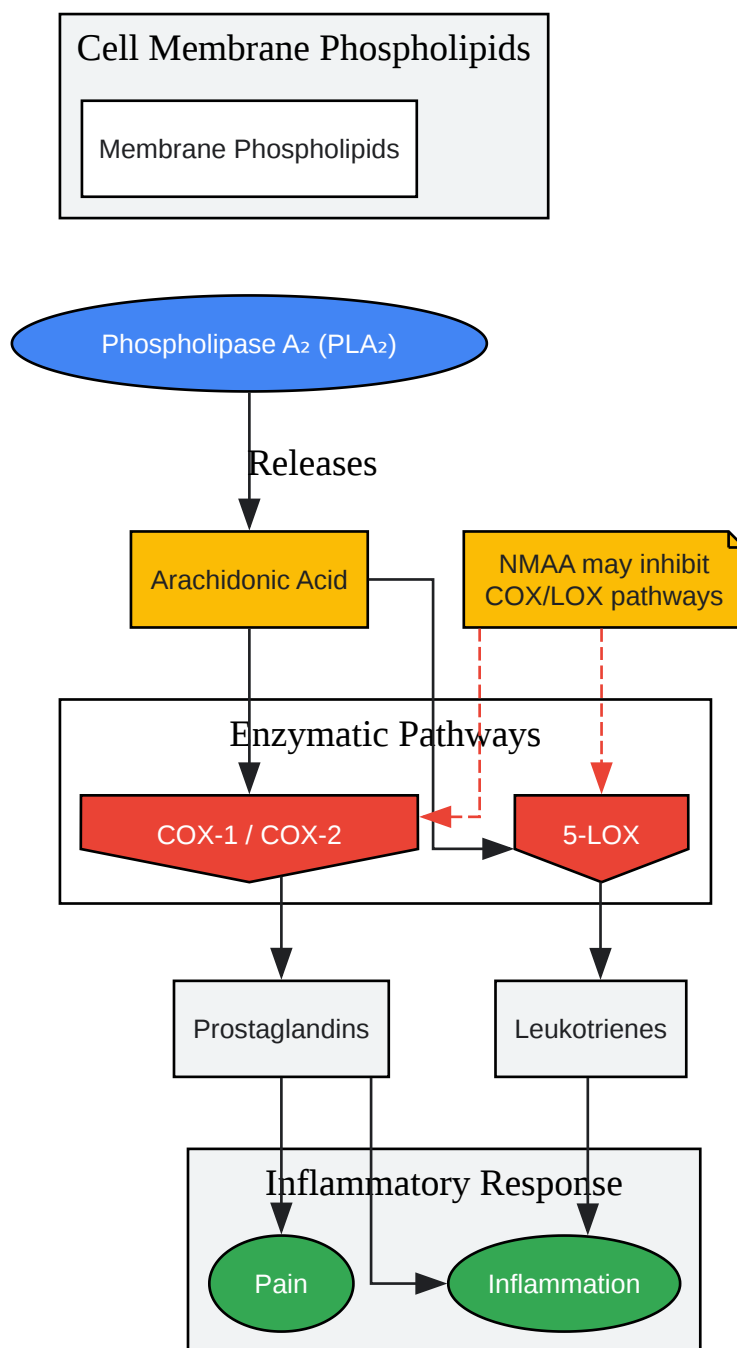 Cell Membrane Phospholipids
Membrane Phospholipids
Phospholipase A₂ (PLA₂)
Releases
Arachidonic Acid
NMAA may inhibit
COX/LOX pathways
Enzymatic Pathways
COX-1 / COX-2
5-LOX
Prostaglandins
Leukotrienes
Inflammatory Response
Pain
Inflammation